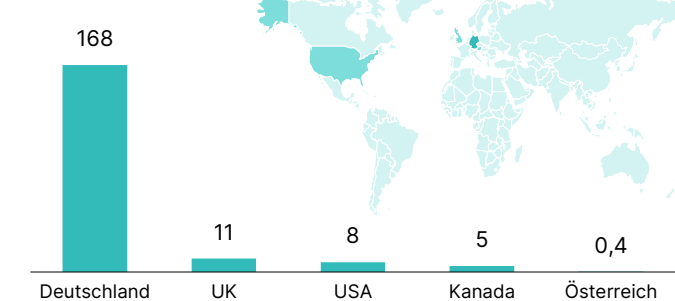 168
11
8
5
0,4
Deutschland
UK
USA
Kanada
Österreich